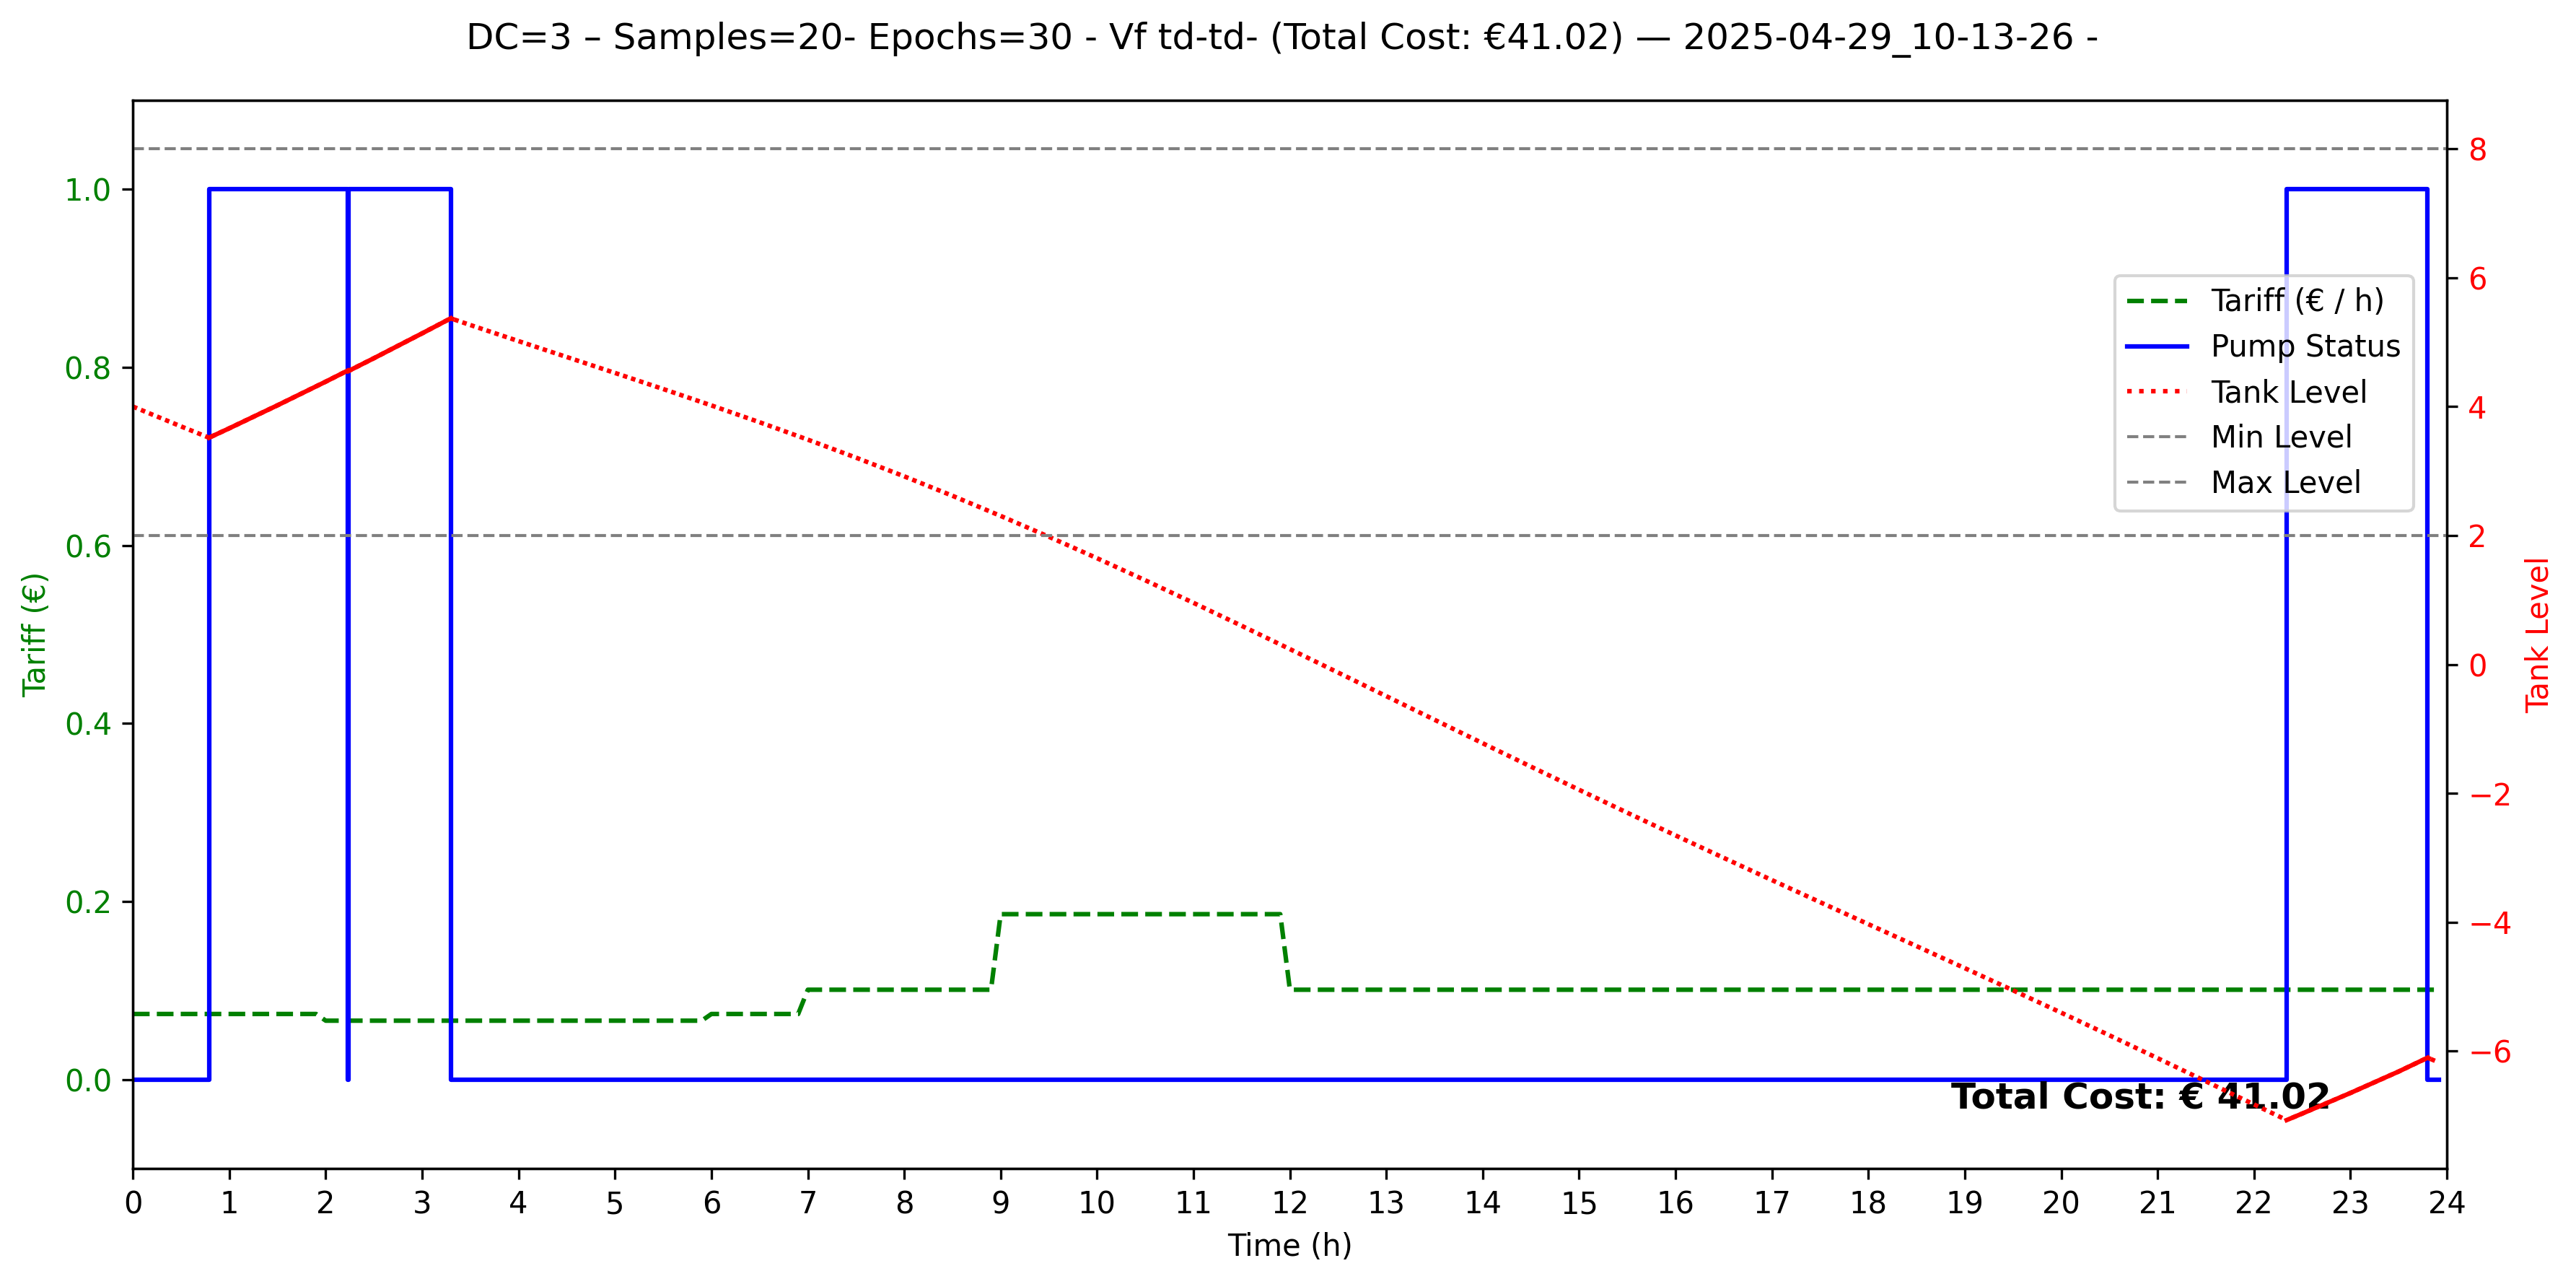 DC=3 – Samples=20- Epochs=30 - Vf td-td- (Total Cost: €41.02) — 2025-04-29_10-13-26 -
Tariff (€)
1.0
0.8
0.6
0.4
0.2
0.0
8
6
4
2
0
−2
−4
−6
Tank Level
Tariff (€ / h)
Pump Status
Tank Level
Min Level
Max Level
Total Cost: € 41.02
0 1 2 3 4 5 6 7 8 9 10 11 12 13 14 15 16 17 18 19 20 21 22 23 24
Time (h)